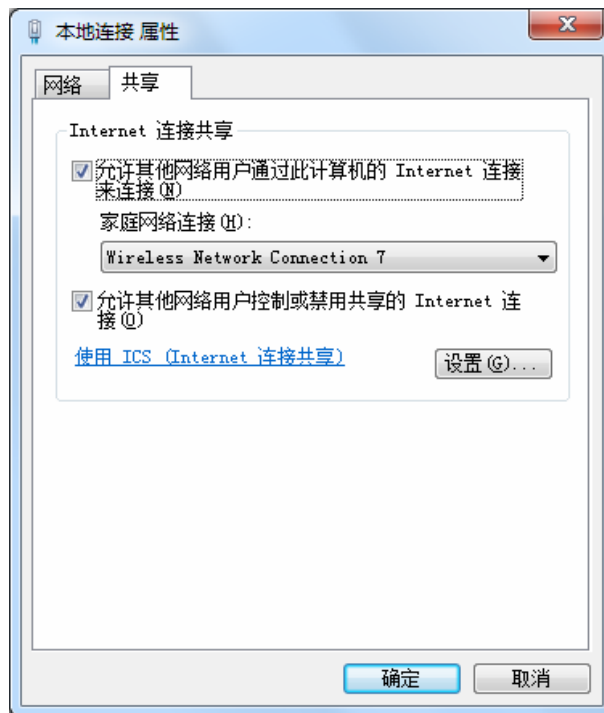 本地连接 属性
网络
共享
Internet 连接共享
允许其他网络用户通过此计算机的 Internet 连接
来连接(N)
家庭网络连接(H):
Wireless Network Connection 7
允许其他网络用户控制或禁用共享的 Internet 连
接(O)
使用 ICS (Internet 连接共享)
设置(G)...
确定
取消